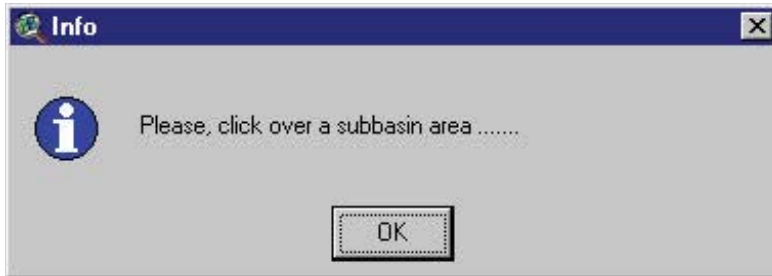 Info
Please, click over a subbasin area .......
OK